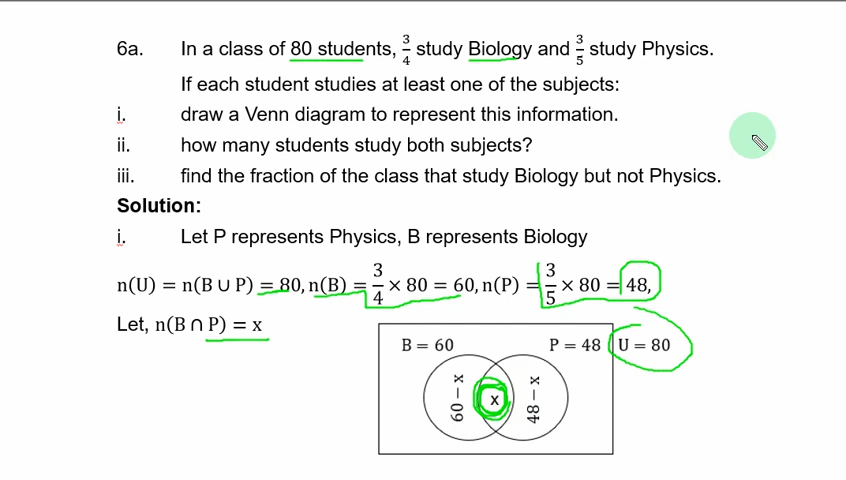 6a. In a class of 80 students, 3/4 study Biology and 3/5 study Physics.
If each student studies at least one of the subjects:
i. draw a Venn diagram to represent this information.
ii. how many students study both subjects?
iii. find the fraction of the class that study Biology but not Physics.
Solution:
i. Let P represents Physics, B represents Biology
n(U) = n(B ∪ P) = 80, n(B) = 3/4 × 80 = 60, n(P) = 3/5 × 80 = 48,
Let, n(B ∩ P) = x
B = 60 P = 48 U = 80
60 − x x 48 − x